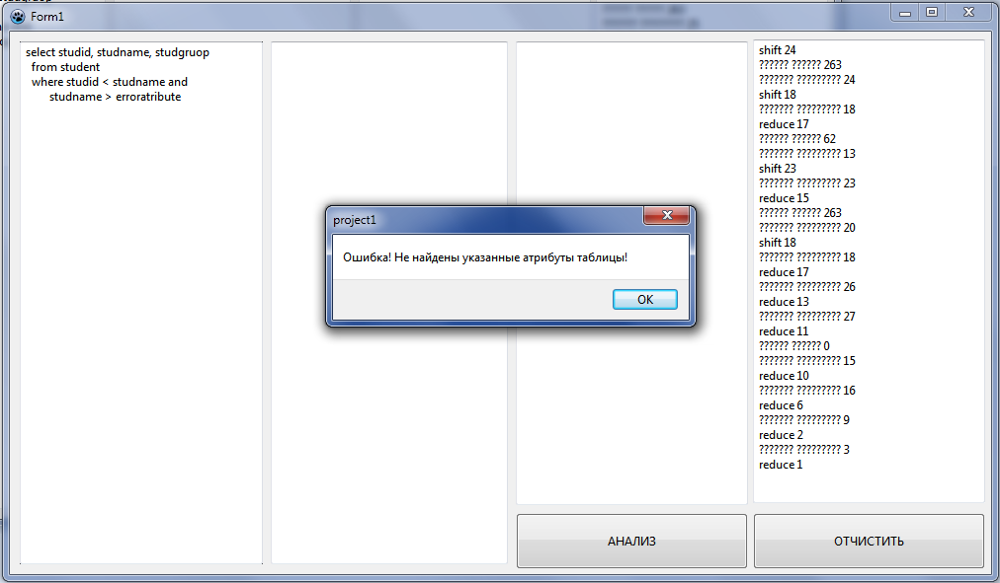 Form1
select studid, studname, studgruop
from student
where studid < studname and
studname > erroratribute
shift 24
?????? ?????? 263
??????? ????????? 24
shift 18
??????? ????????? 18
reduce 17
?????? ?????? 62
??????? ????????? 13
shift 23
??????? ????????? 23
reduce 15
?????? ?????? 263
??????? ????????? 20
shift 18
??????? ????????? 18
reduce 17
??????? ????????? 26
reduce 13
??????? ????????? 27
reduce 11
?????? ?????? 0
??????? ????????? 15
reduce 10
??????? ????????? 16
reduce 6
??????? ????????? 9
reduce 2
??????? ????????? 3
reduce 1
project1
Ошибка! Не найдены указанные атрибуты таблицы!
OK
АНАЛИЗ
ОТЧИСТИТЬ